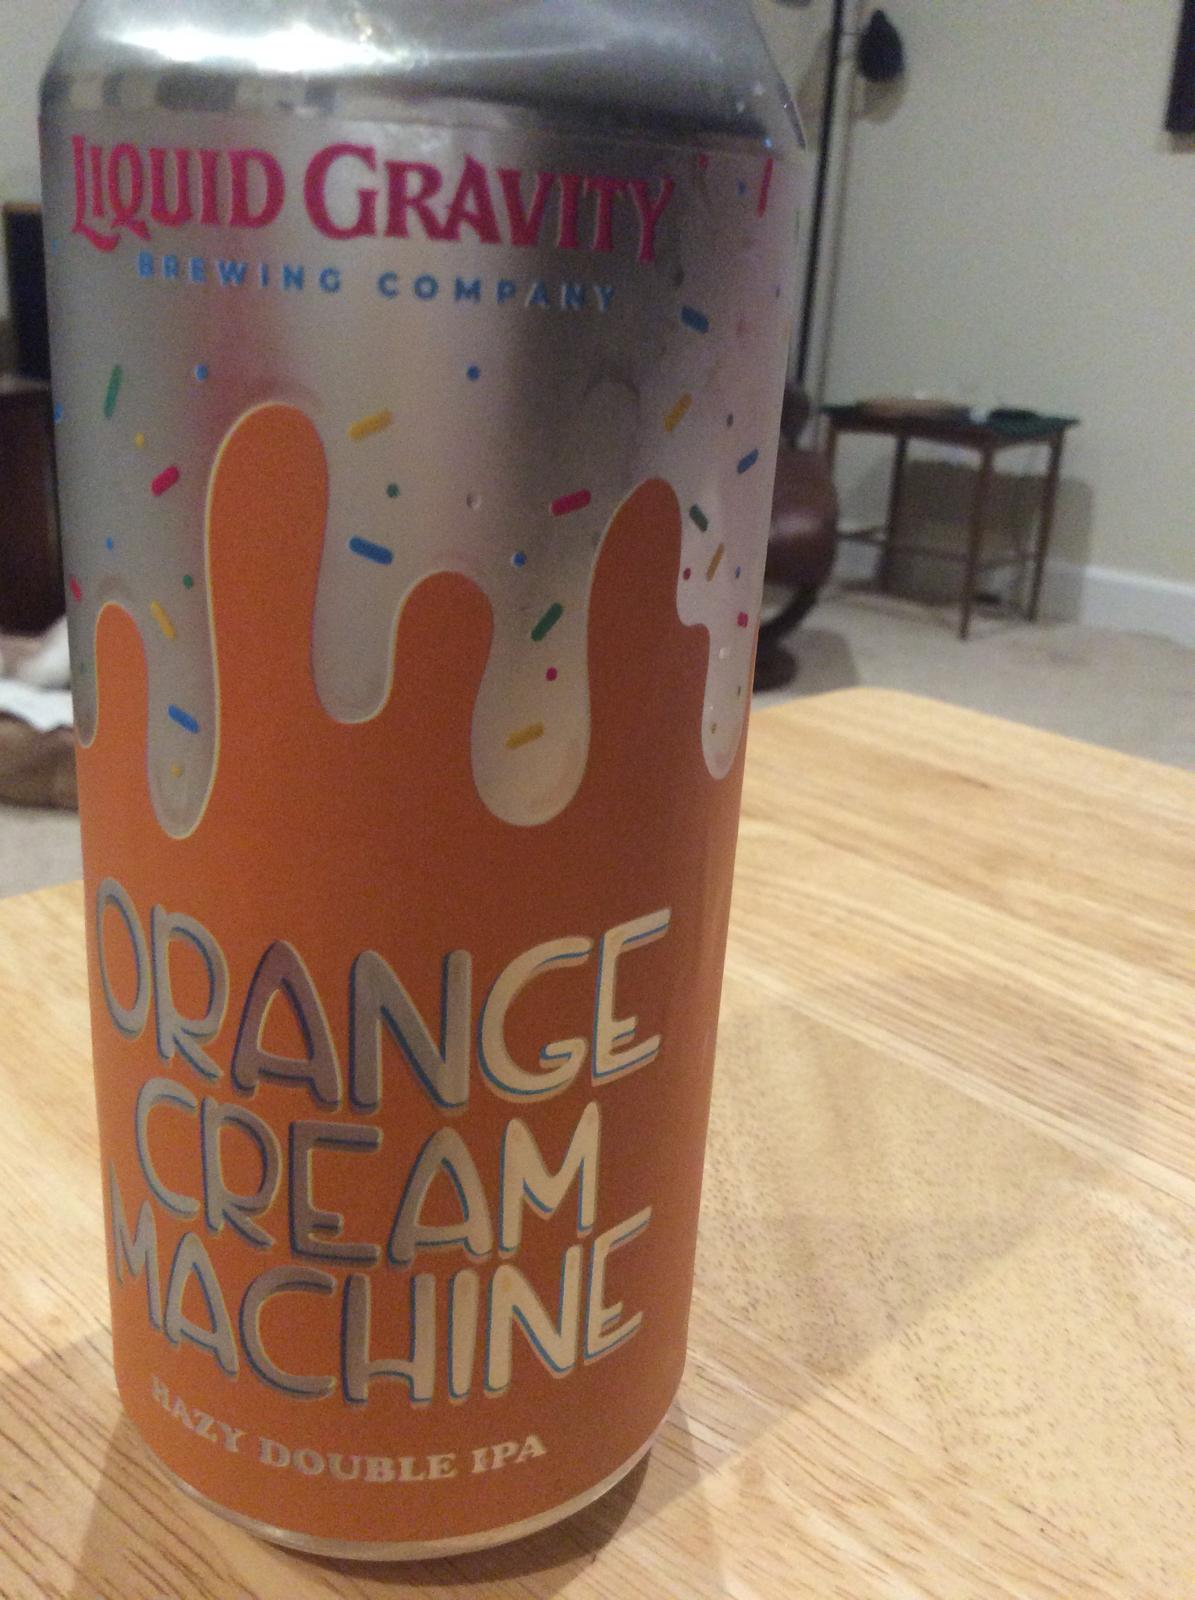 LIQUID GRAVITY
BREWING COMPANY
ORANGE
CREAM
MACHINE
HAZY DOUBLE IPA